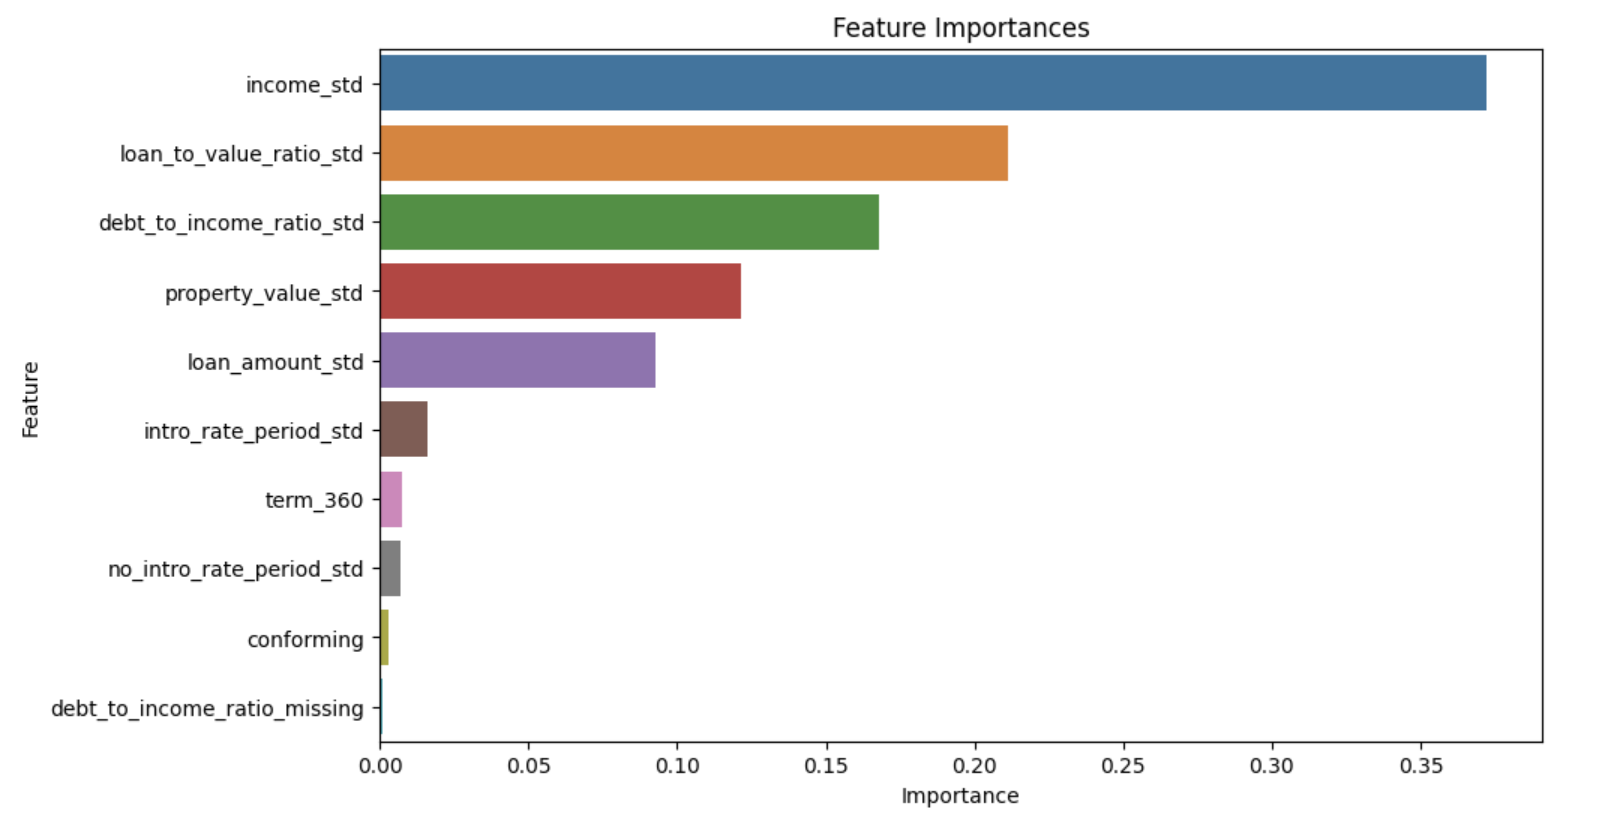 Feature Importances
income_std
loan_to_value_ratio_std
debt_to_income_ratio_std
property_value_std
loan_amount_std
intro_rate_period_std
term_360
no_intro_rate_period_std
conforming
debt_to_income_ratio_missing
Feature
0.00 0.05 0.10 0.15 0.20 0.25 0.30 0.35
Importance